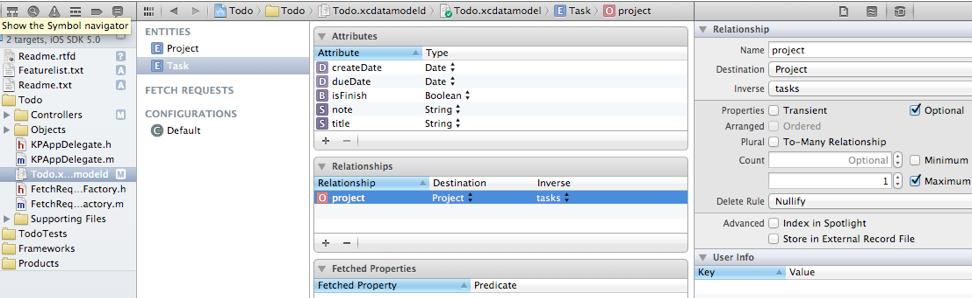 Todo Todo Todo.xcdatamodeld Todo.xcdatamodel E Task O project
Show the Symbol navigator
2 targets, iOS SDK 5.0
Readme.rtfd ?
Featurelist.txt A
Readme.txt A
Todo
Controllers M
Objects
h KPAppDelegate.h
m KPAppDelegate.m
Todo.x...modeld M
h FetchReq...Factory.h
m FetchReq...actory.m
Supporting Files
TodoTests
Frameworks
Products
ENTITIES
E Project
E Task
FETCH REQUESTS
CONFIGURATIONS
C Default
Attributes
Attribute Type
D createDate Date
D dueDate Date
B isFinish Boolean
S note String
S title String
+ −
Relationships
Relationship Destination Inverse
O project Project tasks
+ −
Fetched Properties
Fetched Property Predicate
Relationship
Name project
Destination Project
Inverse tasks
Properties Transient Optional
Arranged Ordered
Plural To-Many Relationship
Count Optional Minimum
1 Maximum
Delete Rule Nullify
Advanced Index in Spotlight
Store in External Record File
User Info
Key Value